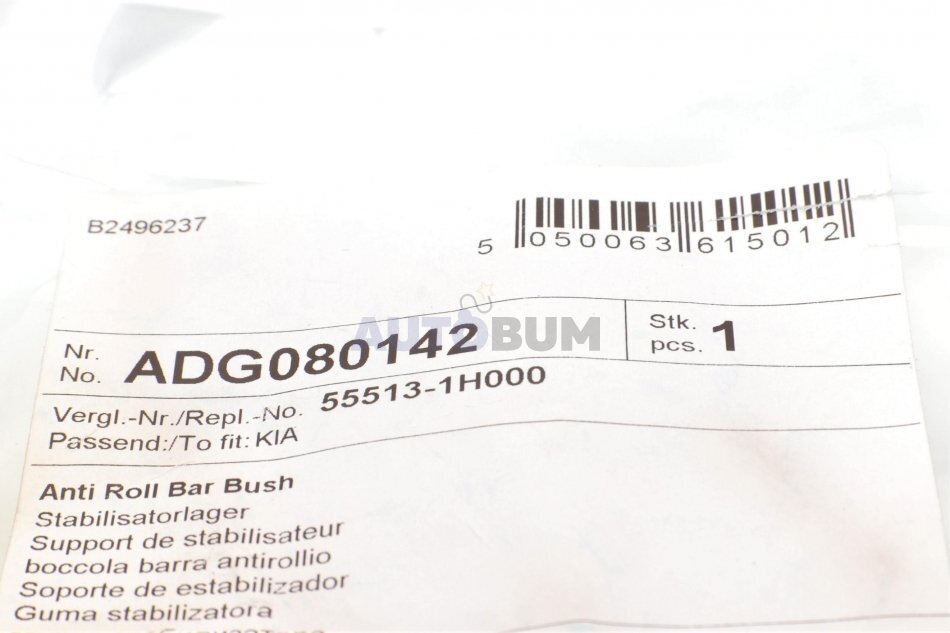 B2496237
5 050063 615012
AUTOBUM
Nr. No. ADG080142
Stk. pcs. 1
Vergl.-Nr./Repl.-No. 55513-1H000
Passend:/To fit: KIA
Anti Roll Bar Bush
Stabilisatorlager
Support de stabilisateur
boccola barra antirollio
Soporte de estabilizador
Guma stabilizatora